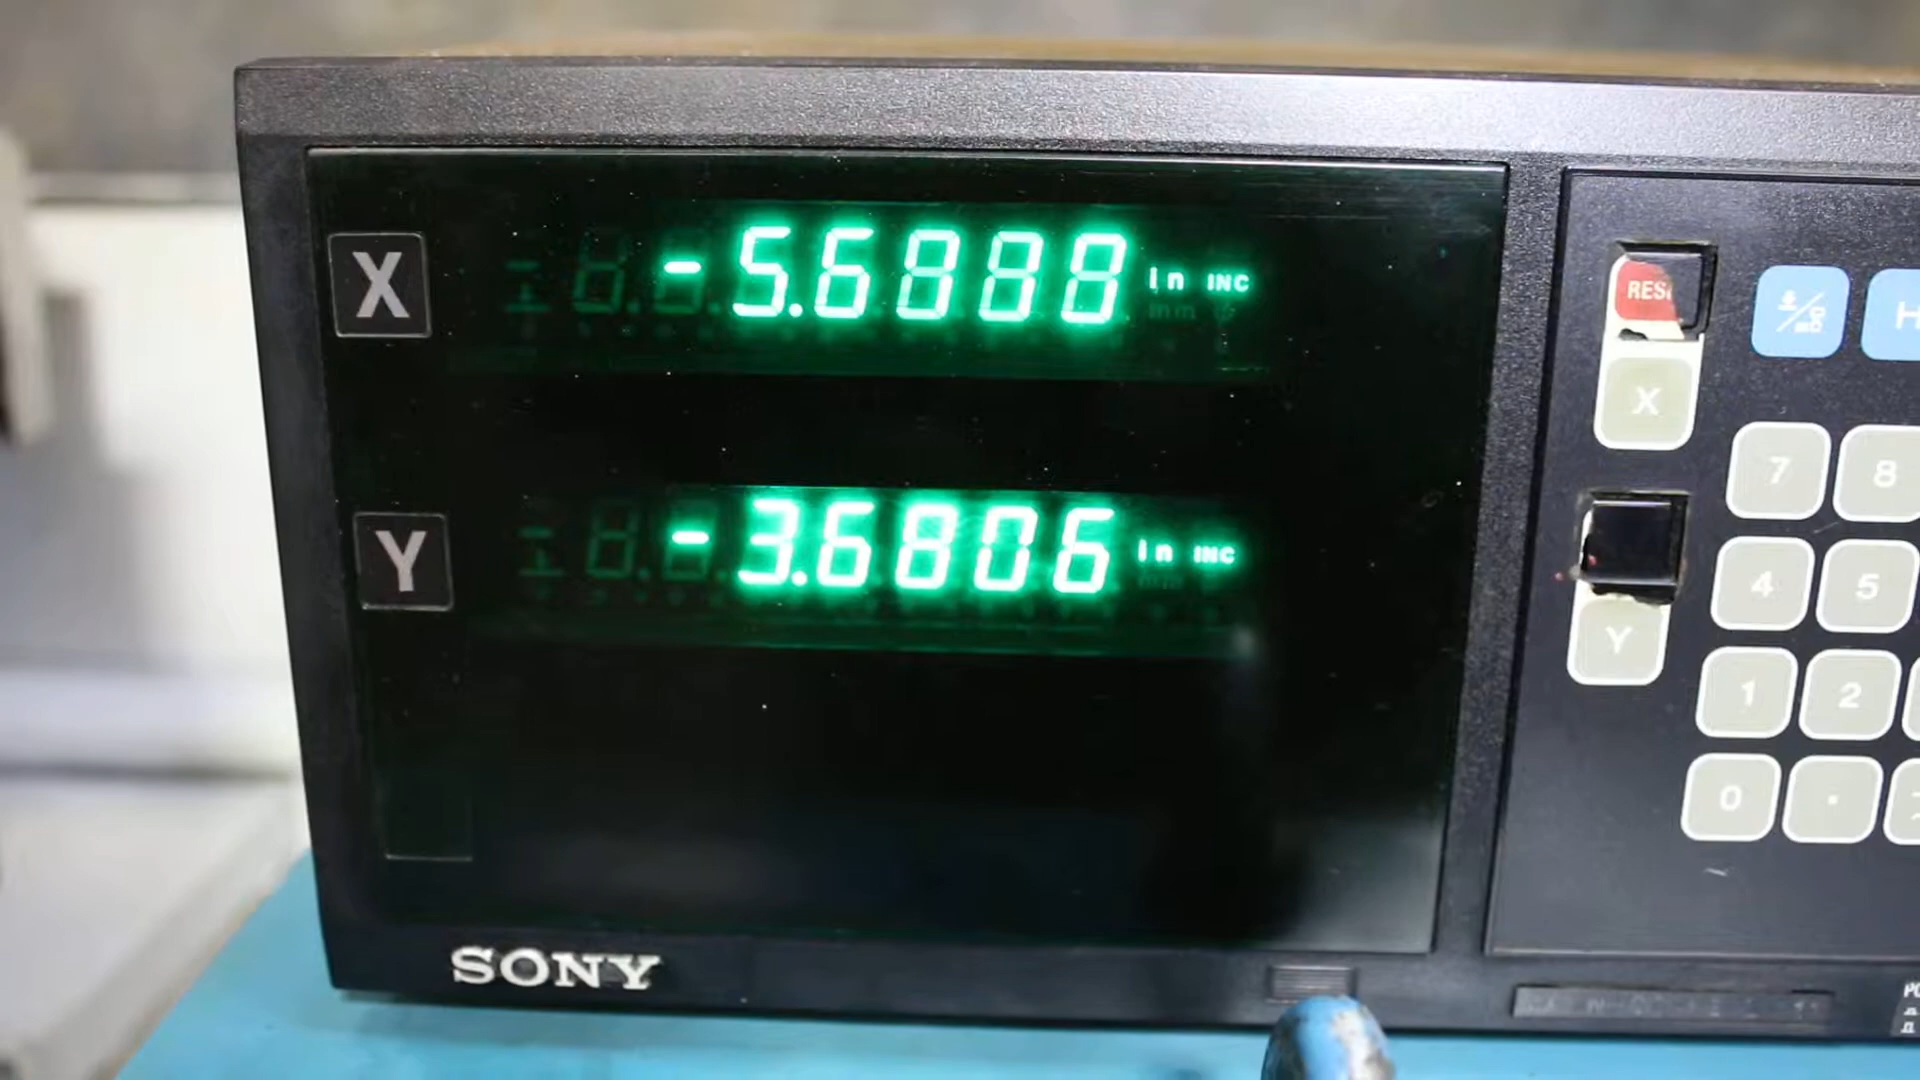 X -5.6888 in INC
Y -3.6806 in INC
RES
X
H
7 8
Y
4 5
1 2
0 .
SONY